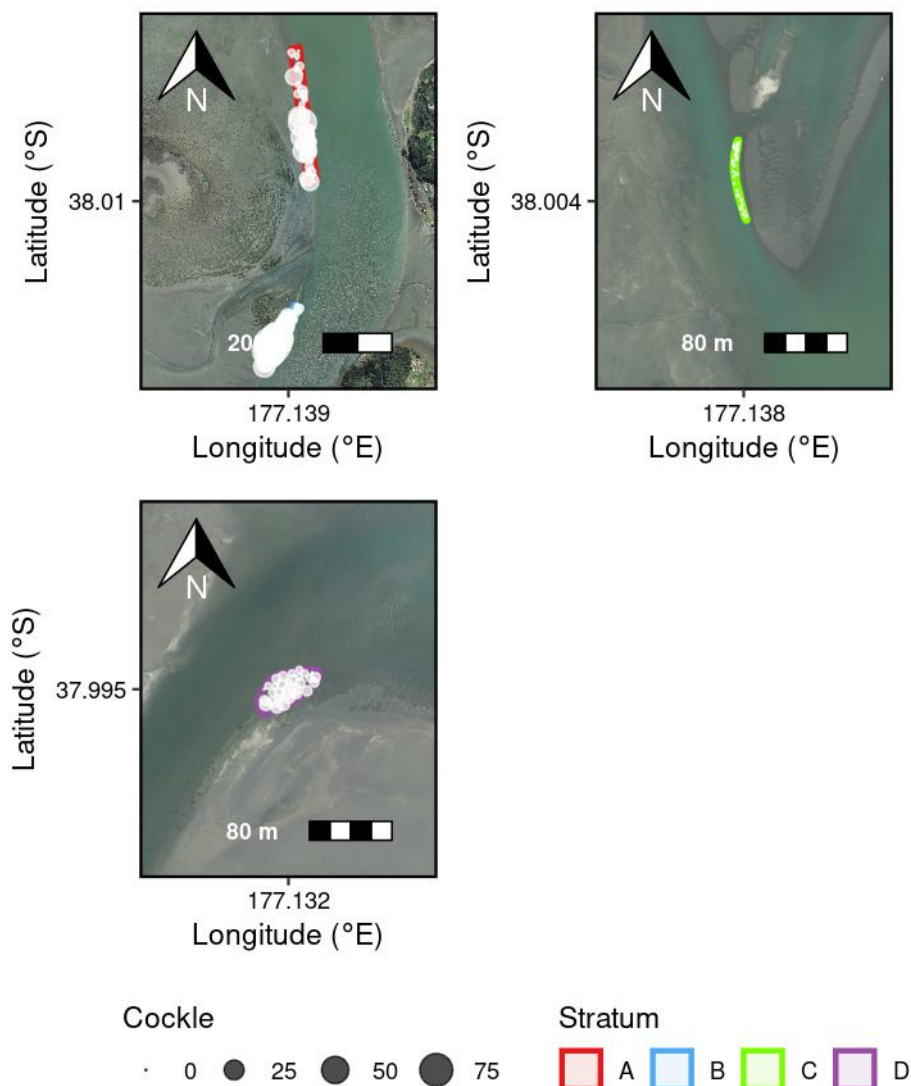 N
N
Latitude (°S)
38.01
Latitude (°S)
38.004
20
80 m
177.139
177.138
Longitude (°E)
Longitude (°E)
N
Latitude (°S)
37.995
80 m
177.132
Longitude (°E)
Cockle
Stratum
0 25 50 75
A B C D